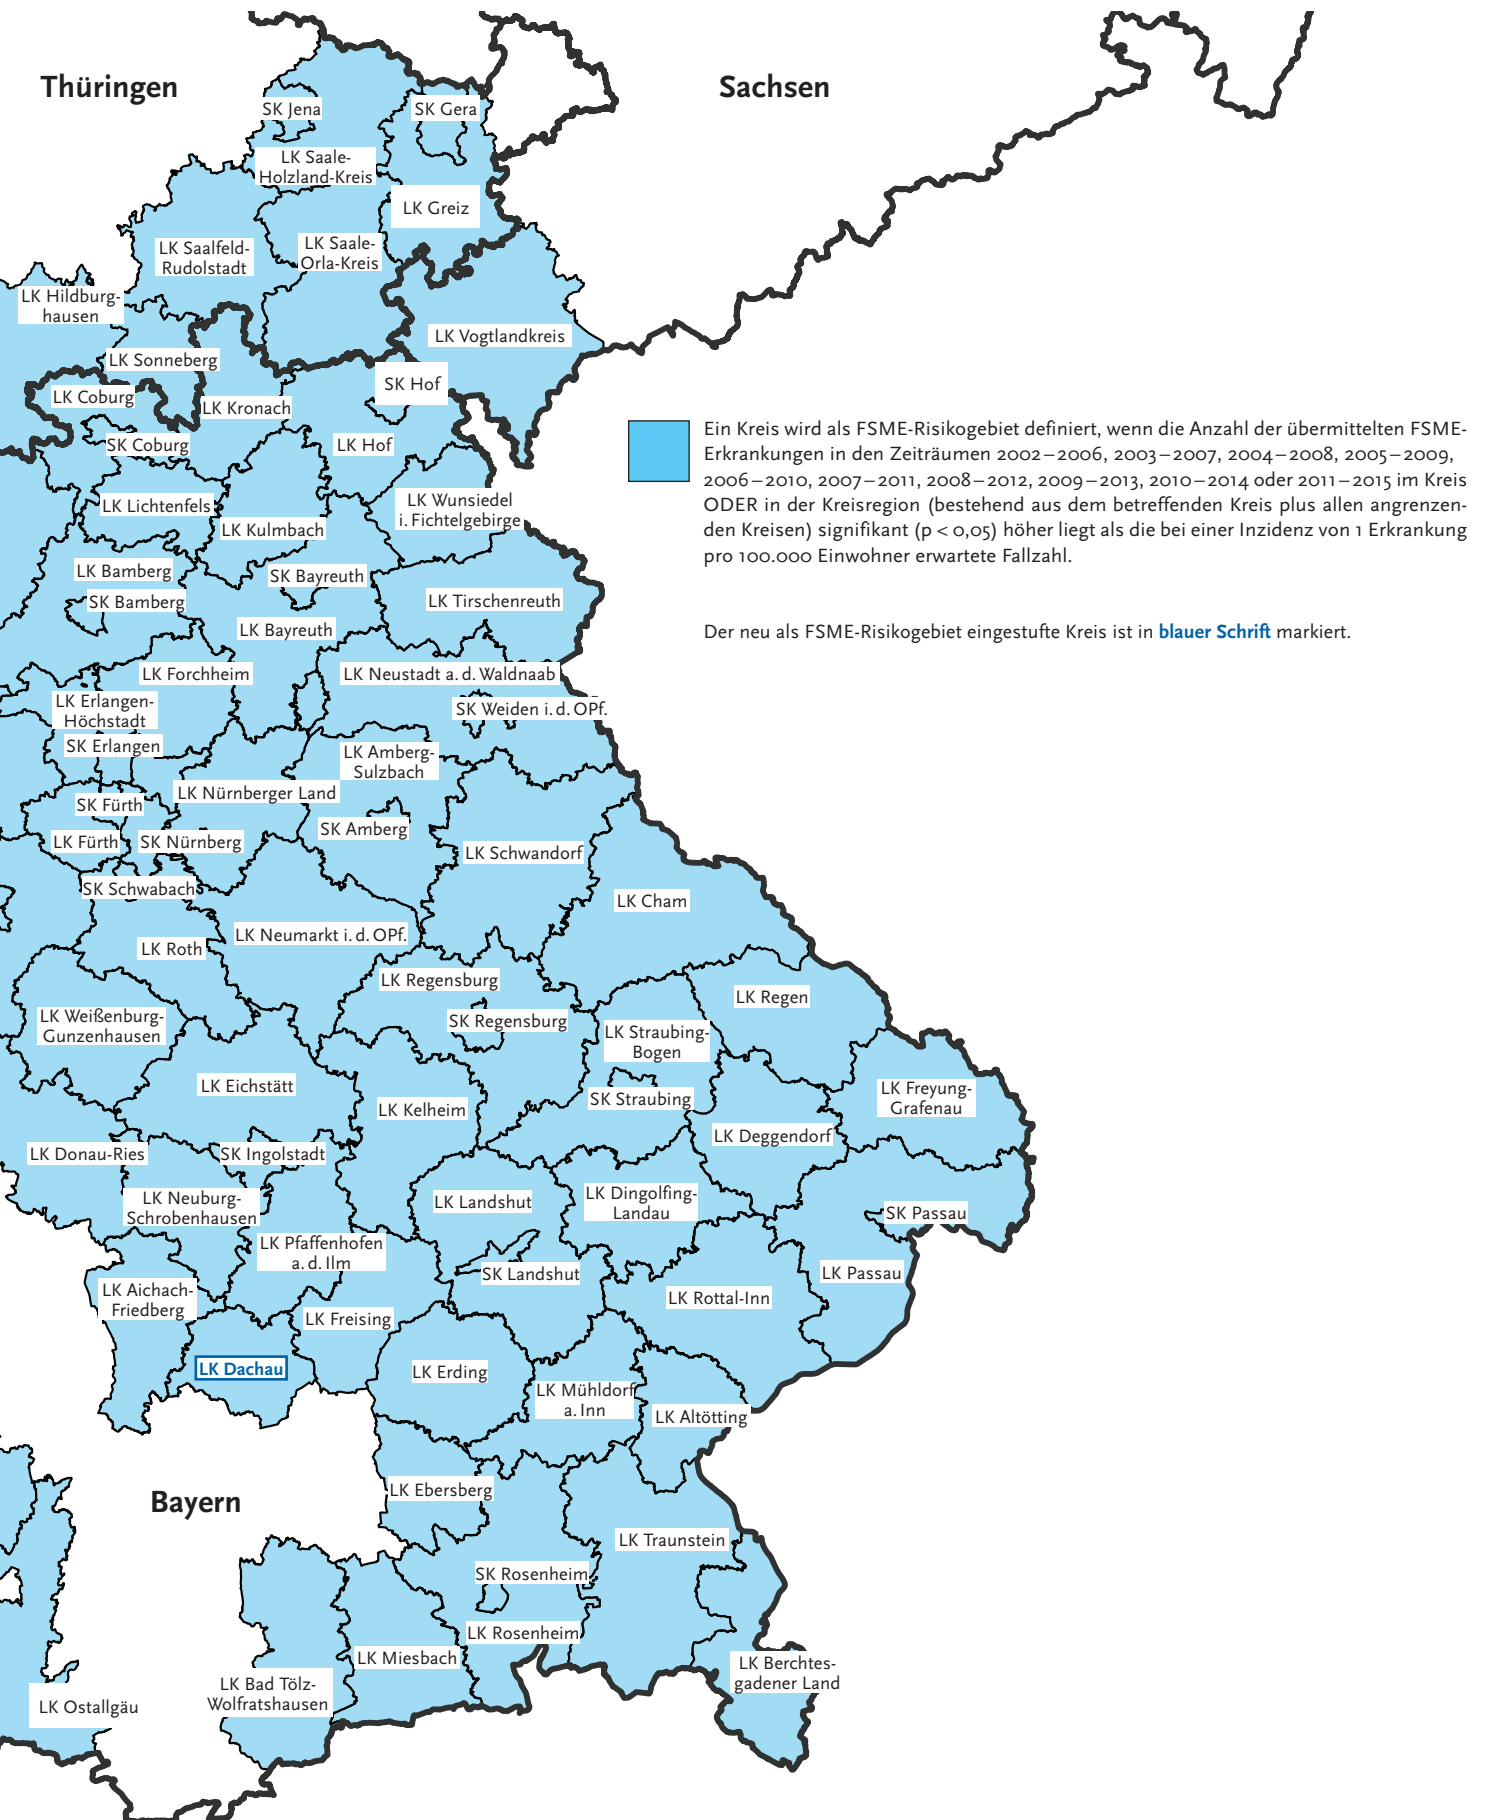 Thüringen
Sachsen
SK Jena
SK Gera
LK Saale-
Holzland-Kreis
LK Greiz
LK Saalfeld-
Rudolstadt
LK Saale-
Orla-Kreis
LK Hildburg-
hausen
LK Vogtlandkreis
LK Sonneberg
SK Hof
LK Coburg
LK Kronach
SK Coburg
LK Hof
Ein Kreis wird als FSME-Risikogebiet definiert, wenn die Anzahl der übermittelten FSME-
Erkrankungen in den Zeiträumen 2002–2006, 2003–2007, 2004–2008, 2005–2009,
2006–2010, 2007–2011, 2008–2012, 2009–2013, 2010–2014 oder 2011–2015 im Kreis
ODER in der Kreisregion (bestehend aus dem betreffenden Kreis plus allen angrenzen-
den Kreisen) signifikant (p < 0,05) höher liegt als die bei einer Inzidenz von 1 Erkrankung
pro 100.000 Einwohner erwartete Fallzahl.
Der neu als FSME-Risikogebiet eingestufte Kreis ist in blauer Schrift markiert.
LK Lichtenfels
LK Kulmbach
LK Wunsiedel
i. Fichtelgebirge
LK Bamberg
SK Bayreuth
SK Bamberg
LK Tirschenreuth
LK Bayreuth
LK Forchheim
LK Neustadt a. d. Waldnaab
LK Erlangen-
Höchstadt
SK Weiden i. d. OPf.
SK Erlangen
LK Amberg-
Sulzbach
LK Nürnberger Land
SK Fürth
SK Amberg
LK Fürth
SK Nürnberg
LK Schwandorf
SK Schwabach
LK Cham
LK Neumarkt i. d. OPf.
LK Roth
LK Regensburg
LK Regen
LK Weißenburg-
Gunzenhausen
SK Regensburg
LK Straubing-
Bogen
LK Eichstätt
SK Straubing
LK Freyung-
Grafenau
LK Kelheim
LK Deggendorf
LK Donau-Ries
SK Ingolstadt
LK Neuburg-
Schrobenhausen
LK Landshut
LK Dingolfing-
Landau
SK Passau
LK Pfaffenhofen
a. d. Ilm
SK Landshut
LK Passau
LK Aichach-
Friedberg
LK Rottal-Inn
LK Freising
LK Dachau
LK Erding
LK Mühldorf
a. Inn
LK Altötting
LK Ebersberg
Bayern
LK Traunstein
SK Rosenheim
LK Rosenheim
LK Miesbach
LK Berchtes-
gadener Land
LK Bad Tölz-
Wolfratshausen
LK Ostallgäu